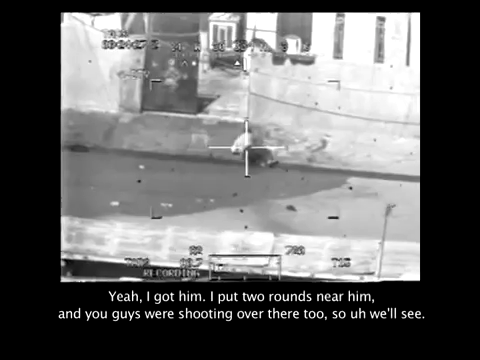 RECORDING
Yeah, I got him. I put two rounds near him,
and you guys were shooting over there too, so uh we'll see.